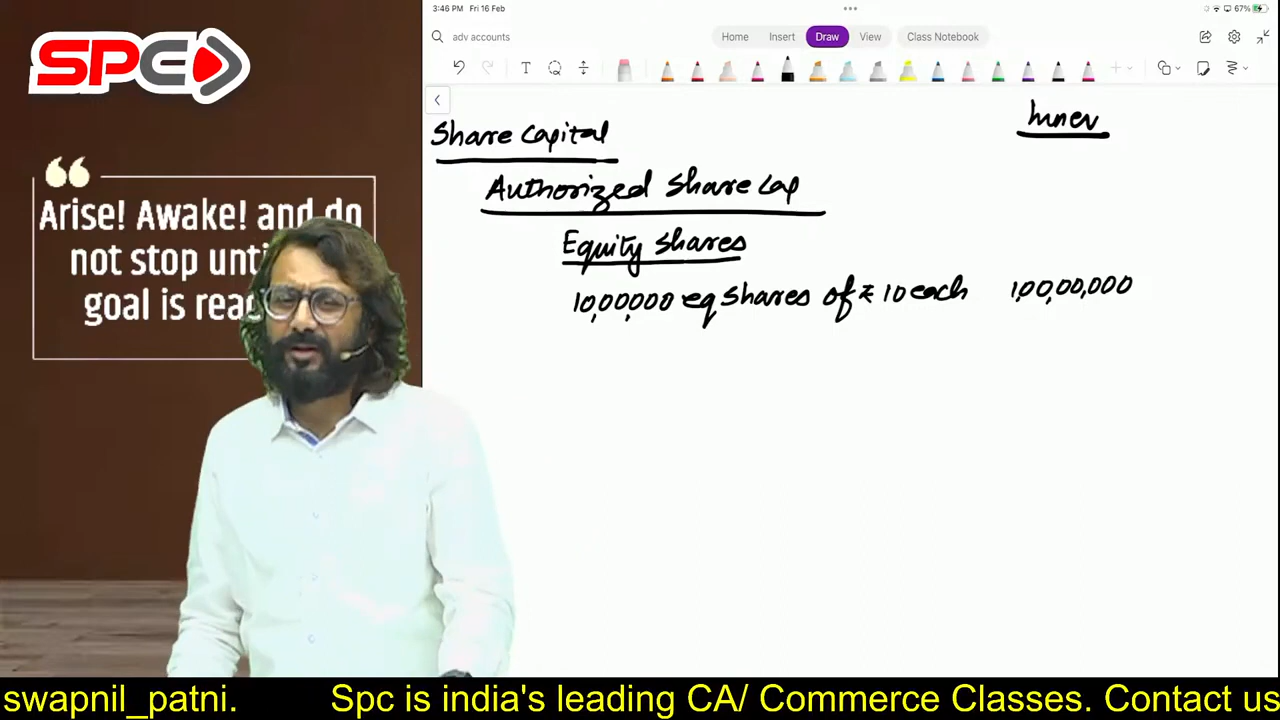 3:46 PM Fri 16 Feb
67%
adv accounts
Home Insert Draw View Class Notebook
SPC
Arise! Awake! and do
not stop unti
goal is reac
Share Capital
Inner
Authorized Share Cap
Equity Shares
10,00,000 eq Shares of ₹ 10 each 1,00,00,000
swapnil_patni. Spc is india's leading CA/ Commerce Classes. Contact us